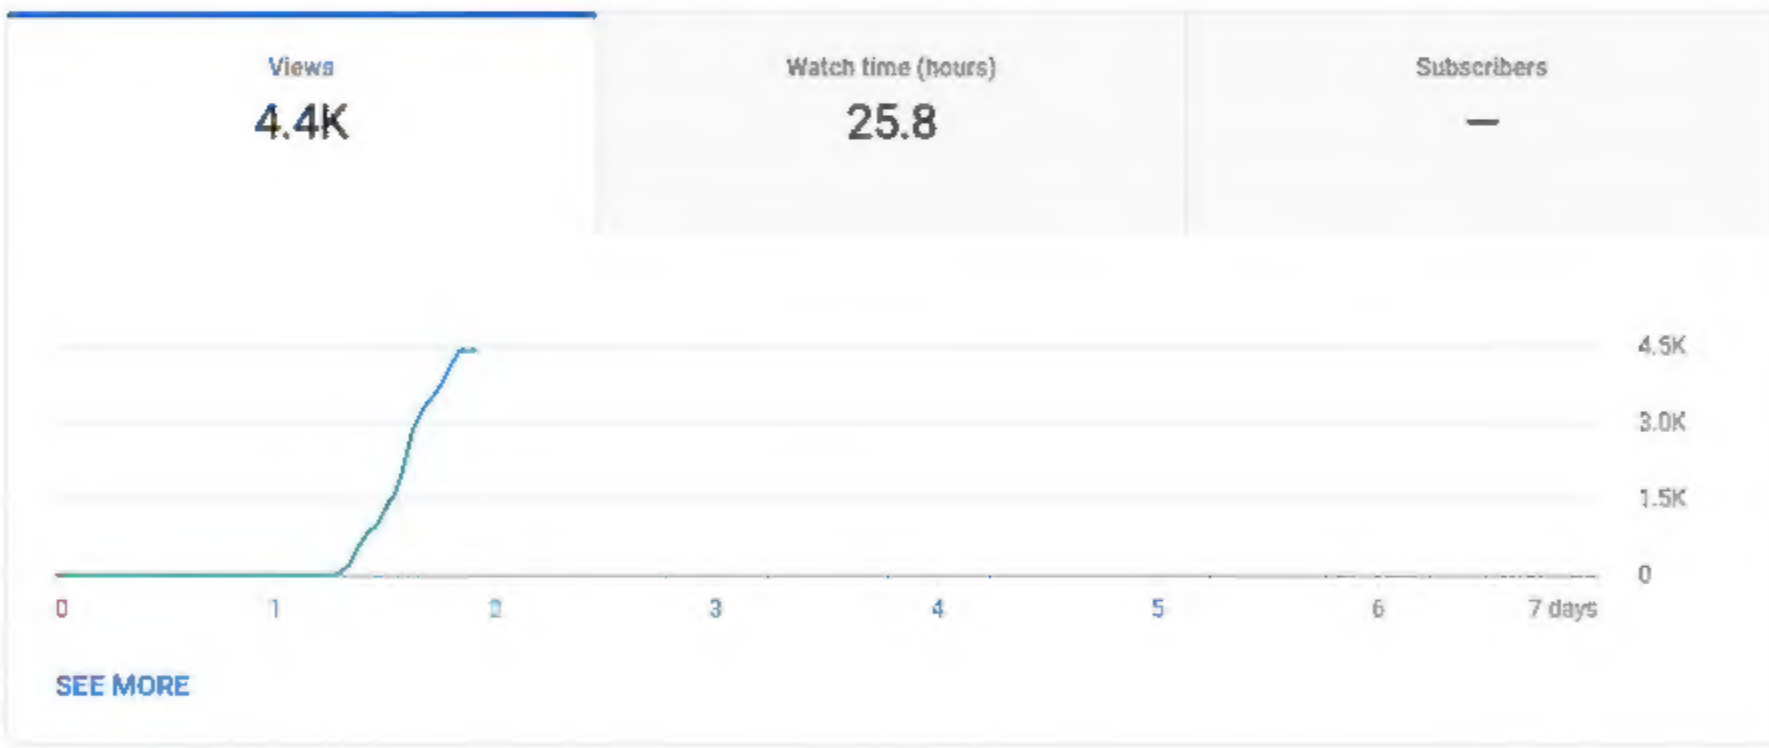 Views
4.4K
Watch time (hours)
25.8
Subscribers
—
4.5K
3.0K
1.5K
0
0 1 2 3 4 5 6 7 days
SEE MORE